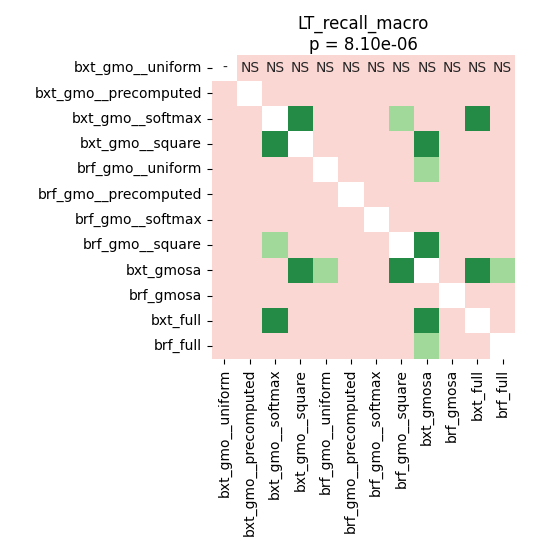 LT_recall_macro
p = 8.10e-06
bxt_gmo__uniform - NS NS NS NS NS NS NS NS NS NS NS
bxt_gmo__precomputed
bxt_gmo__softmax
bxt_gmo__square
brf_gmo__uniform
brf_gmo__precomputed
brf_gmo__softmax
brf_gmo__square
bxt_gmosa
brf_gmosa
bxt_full
brf_full
bxt_gmo__uniform
bxt_gmo__precomputed
bxt_gmo__softmax
bxt_gmo__square
brf_gmo__uniform
brf_gmo__precomputed
brf_gmo__softmax
brf_gmo__square
bxt_gmosa
brf_gmosa
bxt_full
brf_full